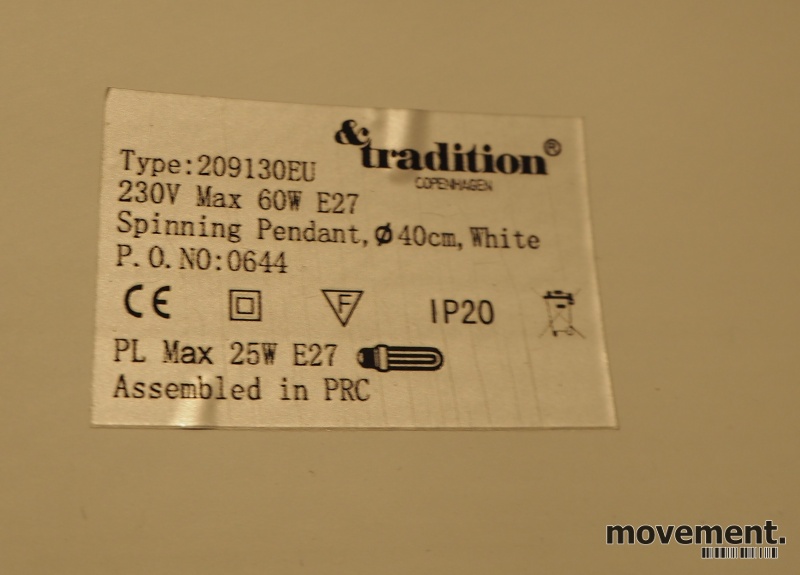 &tradition®
COPENHAGEN
Type:209130EU
230V Max 60W E27
Spinning Pendant, Ø40cm, White
P.O.NO:0644
CE F IP20
PL Max 25W E27
Assembled in PRC
movement.